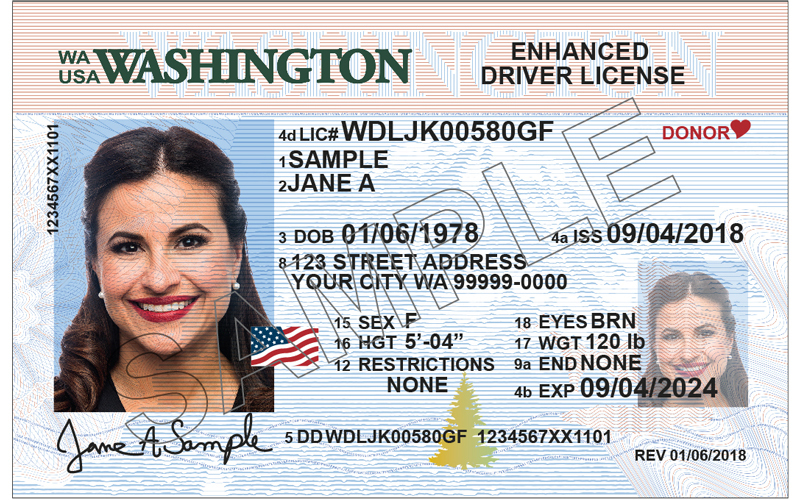 WA USA WASHINGTON
ENHANCED
DRIVER LICENSE
1234567XX1101
4d LIC# WDLJK00580GF
DONOR
1 SAMPLE
2 JANE A
3 DOB 01/06/1978 4a ISS 09/04/2018
8 123 STREET ADDRESS
YOUR CITY WA 99999-0000
15 SEX F 18 EYES BRN
16 HGT 5'-04" 17 WGT 120 lb
12 RESTRICTIONS 9a END NONE
NONE 4b EXP 09/04/2024
Jane A Sample
5 DD WDLJK00580GF 1234567XX1101
REV 01/06/2018
SAMPLE